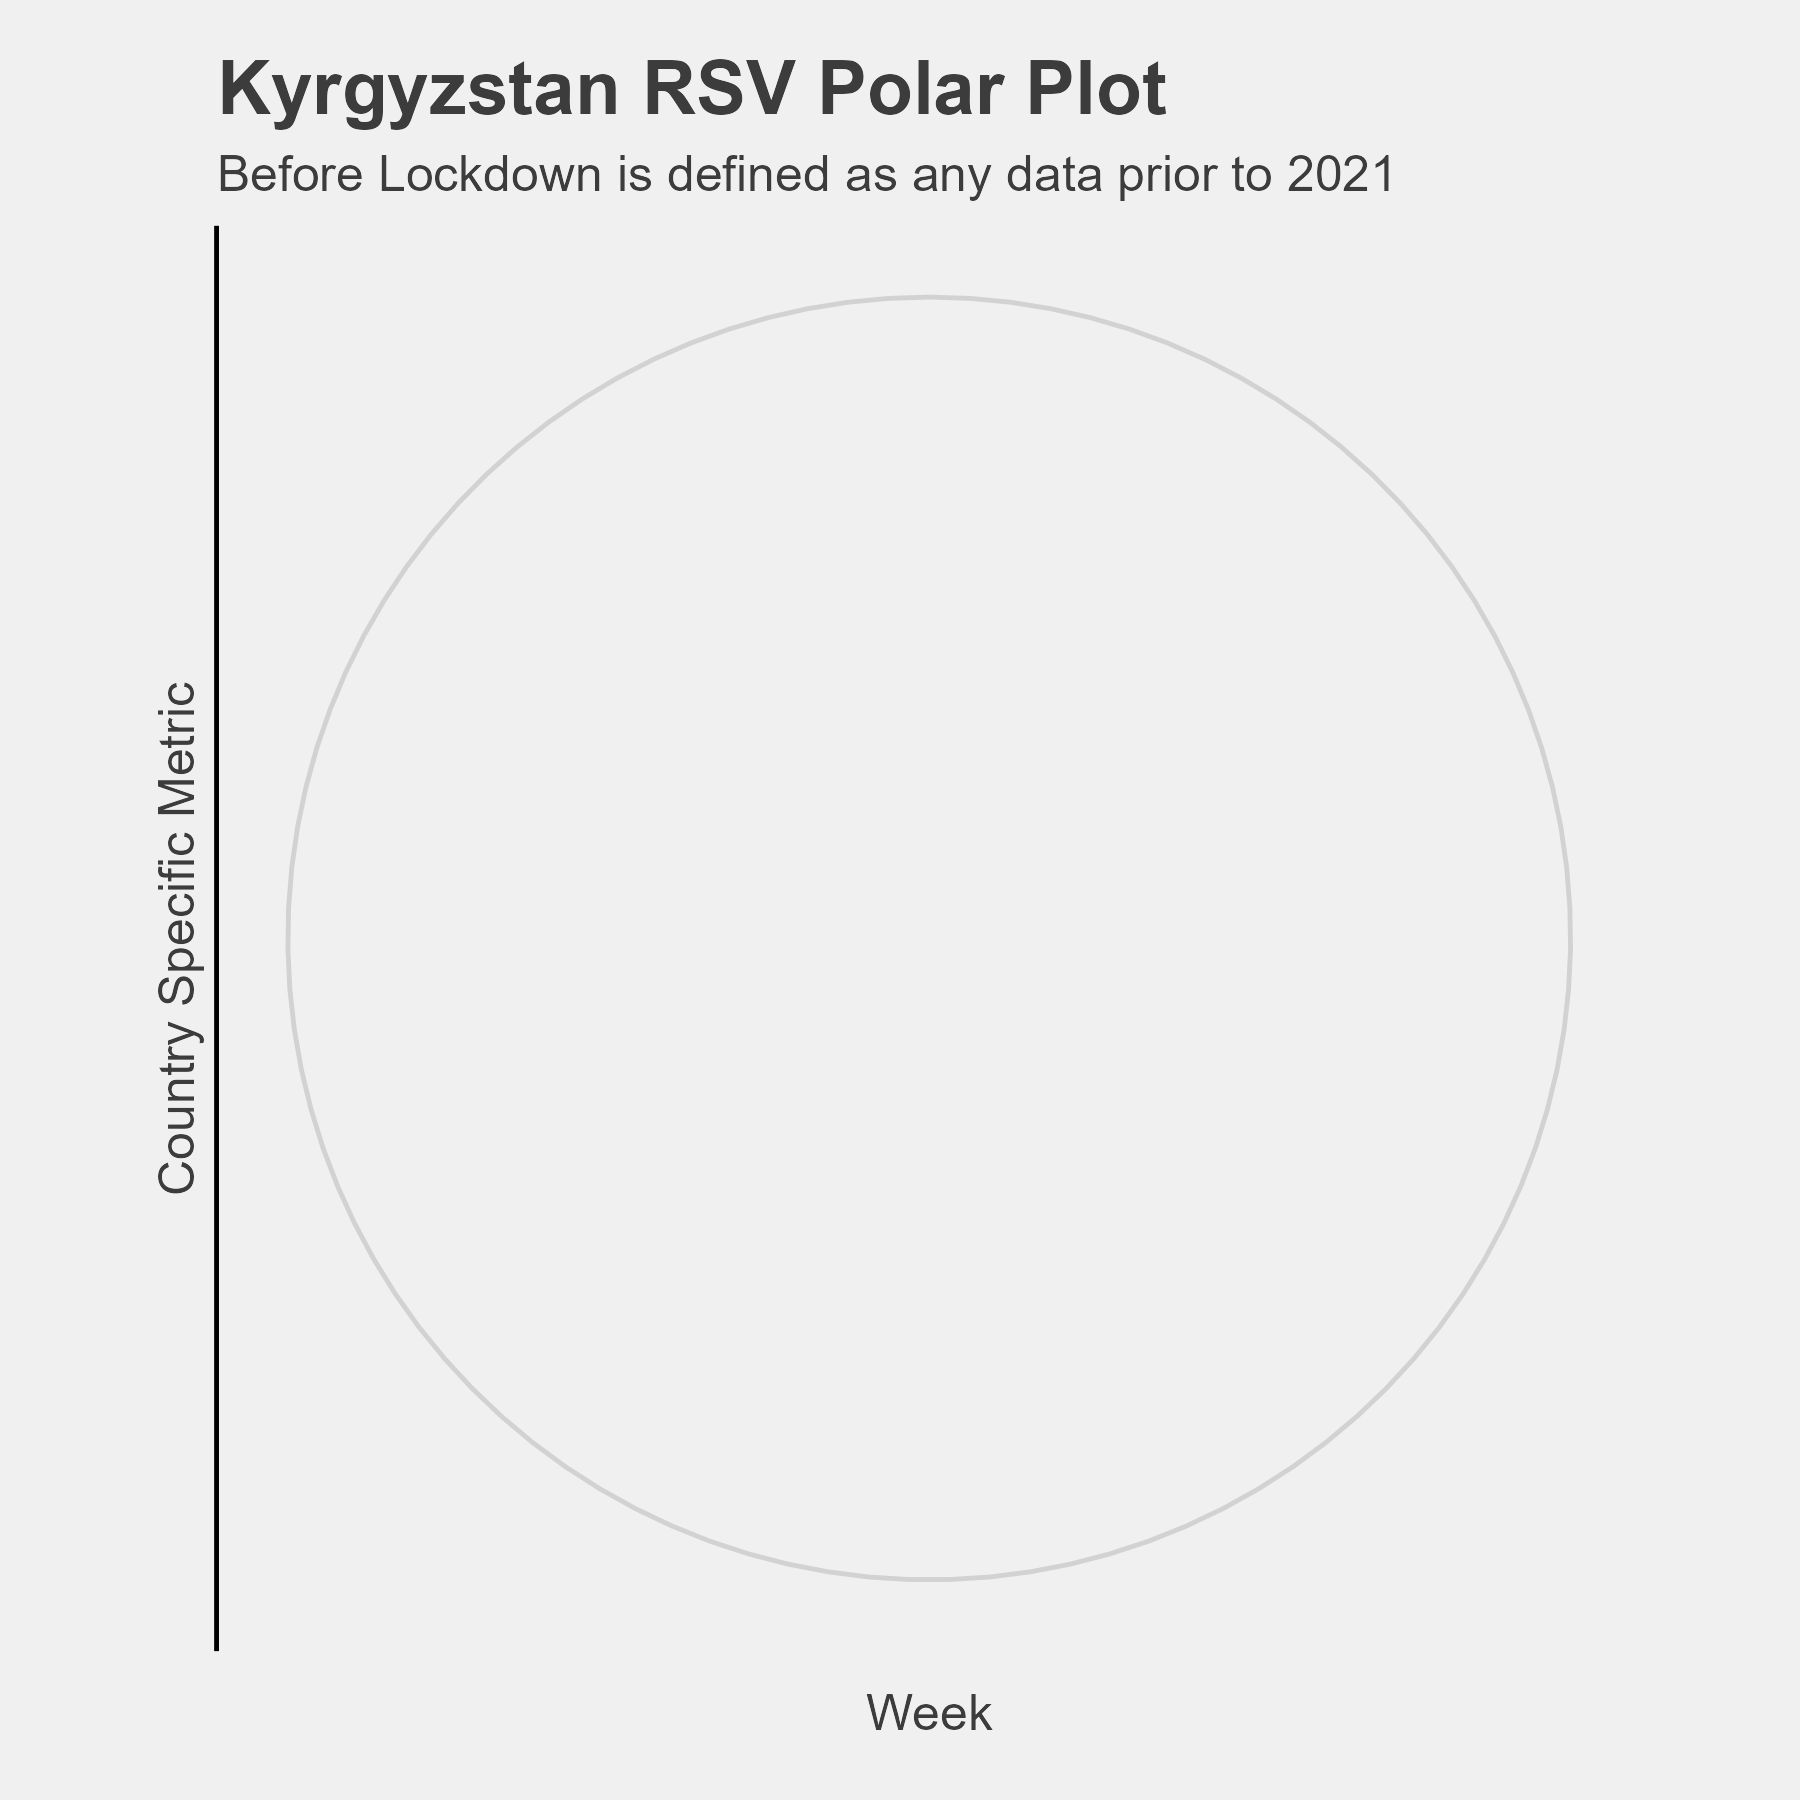 Kyrgyzstan RSV Polar Plot
Before Lockdown is defined as any data prior to 2021
Country Specific Metric
Week